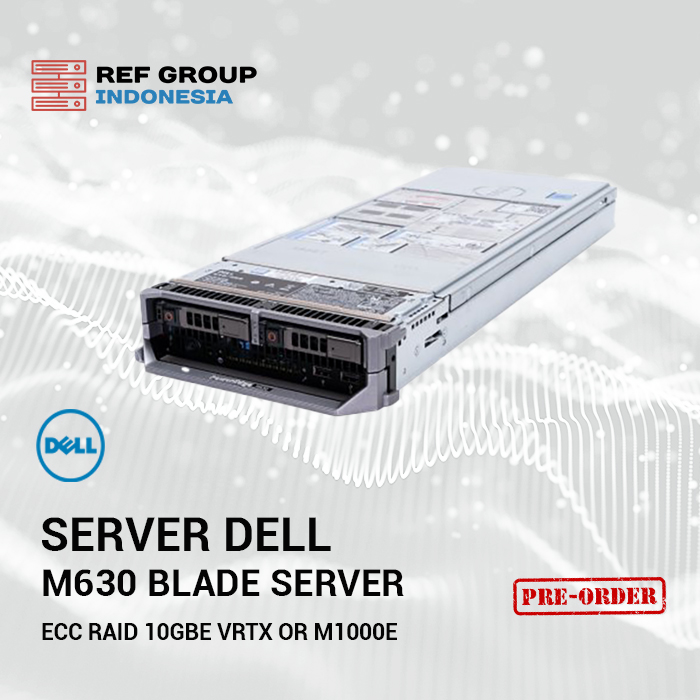 REF GROUP
INDONESIA
DELL
SERVER DELL
M630 BLADE SERVER
ECC RAID 10GBE VRTX OR M1000E
PRE-ORDER